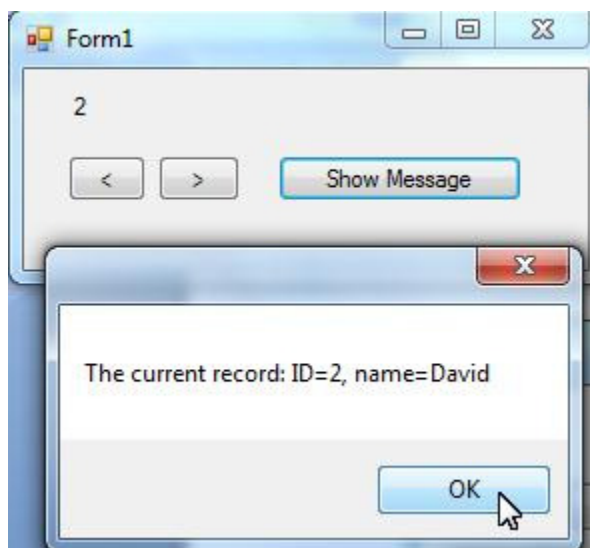 Form1
2
< > Show Message
The current record: ID=2, name=David
OK